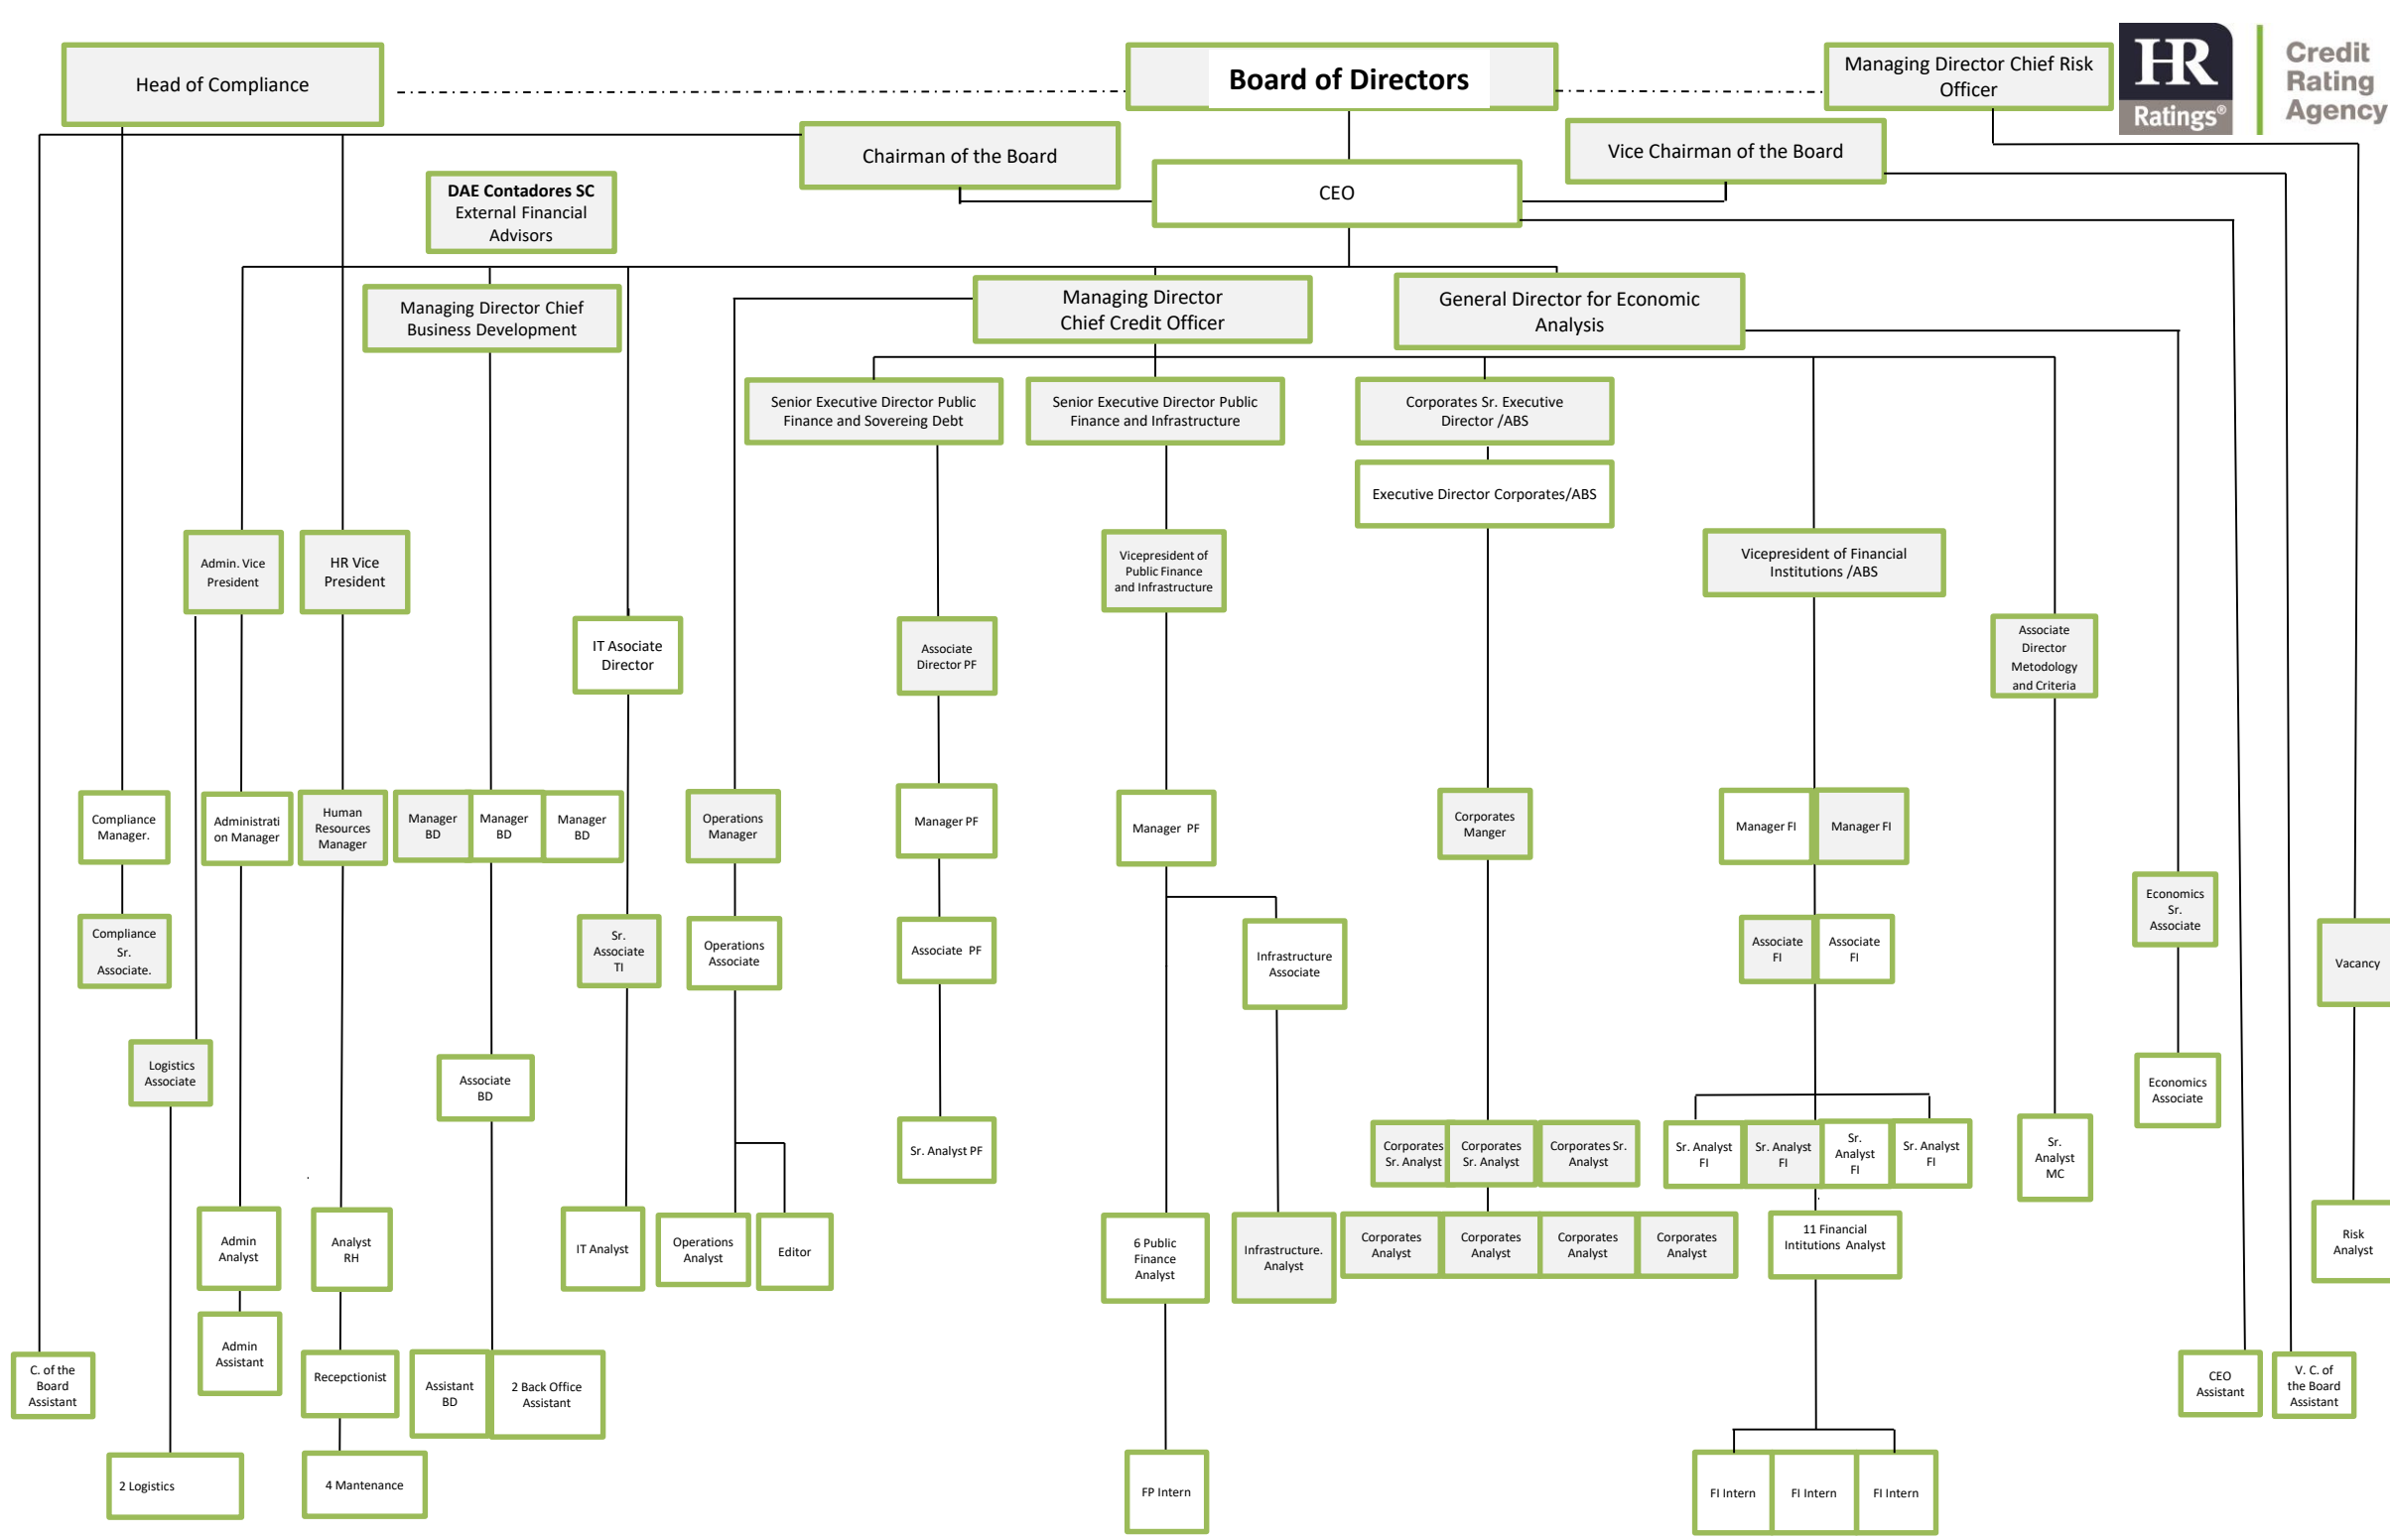 Head of Compliance
Board of Directors
Managing Director Chief Risk
Officer
HR
Ratings®
Credit
Rating
Agency
Chairman of the Board
Vice Chairman of the Board
CEO
DAE Contadores SC
External Financial
Advisors
Managing Director Chief
Business Development
Managing Director
Chief Credit Officer
General Director for Economic
Analysis
Senior Executive Director Public
Finance and Sovereing Debt
Senior Executive Director Public
Finance and Infrastructure
Corporates Sr. Executive
Director /ABS
Executive Director Corporates/ABS
Admin. Vice
President
HR Vice
President
Vicepresident of
Public Finance
and Infrastructure
Vicepresident of Financial
Institutions /ABS
IT Asociate
Director
Associate
Director PF
Associate
Director
Metodology
and Criteria
Compliance
Manager.
Administrati
on Manager
Human
Resources
Manager
Manager
BD
Manager
BD
Manager
BD
Operations
Manager
Manager PF
Manager PF
Corporates
Manger
Manager FI
Manager FI
Compliance
Sr.
Associate.
Sr.
Associate
TI
Operations
Associate
Associate PF
Infrastructure
Associate
Associate
FI
Associate
FI
Economics
Sr.
Associate
Vacancy
Logistics
Associate
Associate
BD
Economics
Associate
Sr. Analyst PF
Corporates
Sr. Analyst
Corporates
Sr. Analyst
Corporates Sr.
Analyst
Sr. Analyst
FI
Sr. Analyst
FI
Sr.
Analyst
FI
Sr. Analyst
FI
Sr.
Analyst
MC
Admin
Analyst
Analyst
RH
IT Analyst
Operations
Analyst
Editor
6 Public
Finance
Analyst
Infrastructure.
Analyst
Corporates
Analyst
Corporates
Analyst
Corporates
Analyst
Corporates
Analyst
11 Financial
Intitutions Analyst
Risk
Analyst
Admin
Assistant
C. of the
Board
Assistant
Recepctionist
Assistant
BD
2 Back Office
Assistant
CEO
Assistant
V. C. of
the Board
Assistant
2 Logistics
4 Mantenance
FP Intern
FI Intern
FI Intern
FI Intern